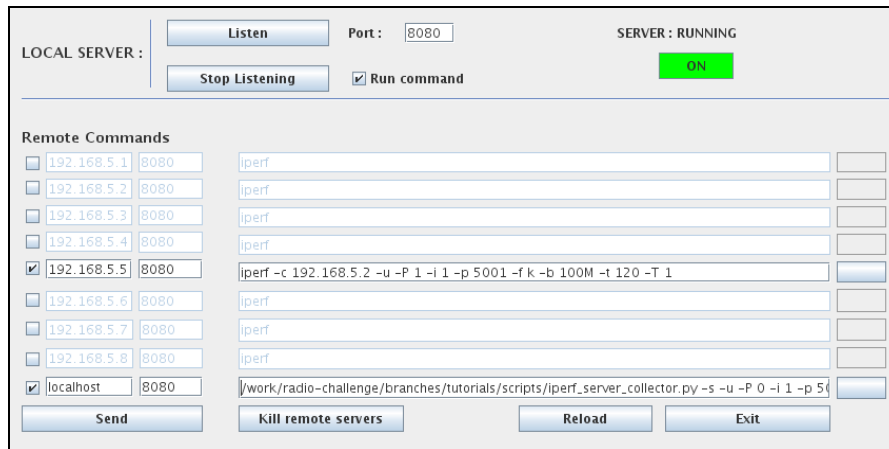 LOCAL SERVER :
Listen
Port :
8080
SERVER : RUNNING
Stop Listening
Run command
ON
Remote Commands
192.168.5.1 8080 iperf
192.168.5.2 8080 iperf
192.168.5.3 8080 iperf
192.168.5.4 8080 iperf
192.168.5.5 8080 iperf -c 192.168.5.2 -u -P 1 -i 1 -p 5001 -f k -b 100M -t 120 -T 1
192.168.5.6 8080 iperf
192.168.5.7 8080 iperf
192.168.5.8 8080 iperf
localhost 8080 /work/radio-challenge/branches/tutorials/scripts/iperf_server_collector.py -s -u -P 0 -i 1 -p
Send Kill remote servers Reload Exit